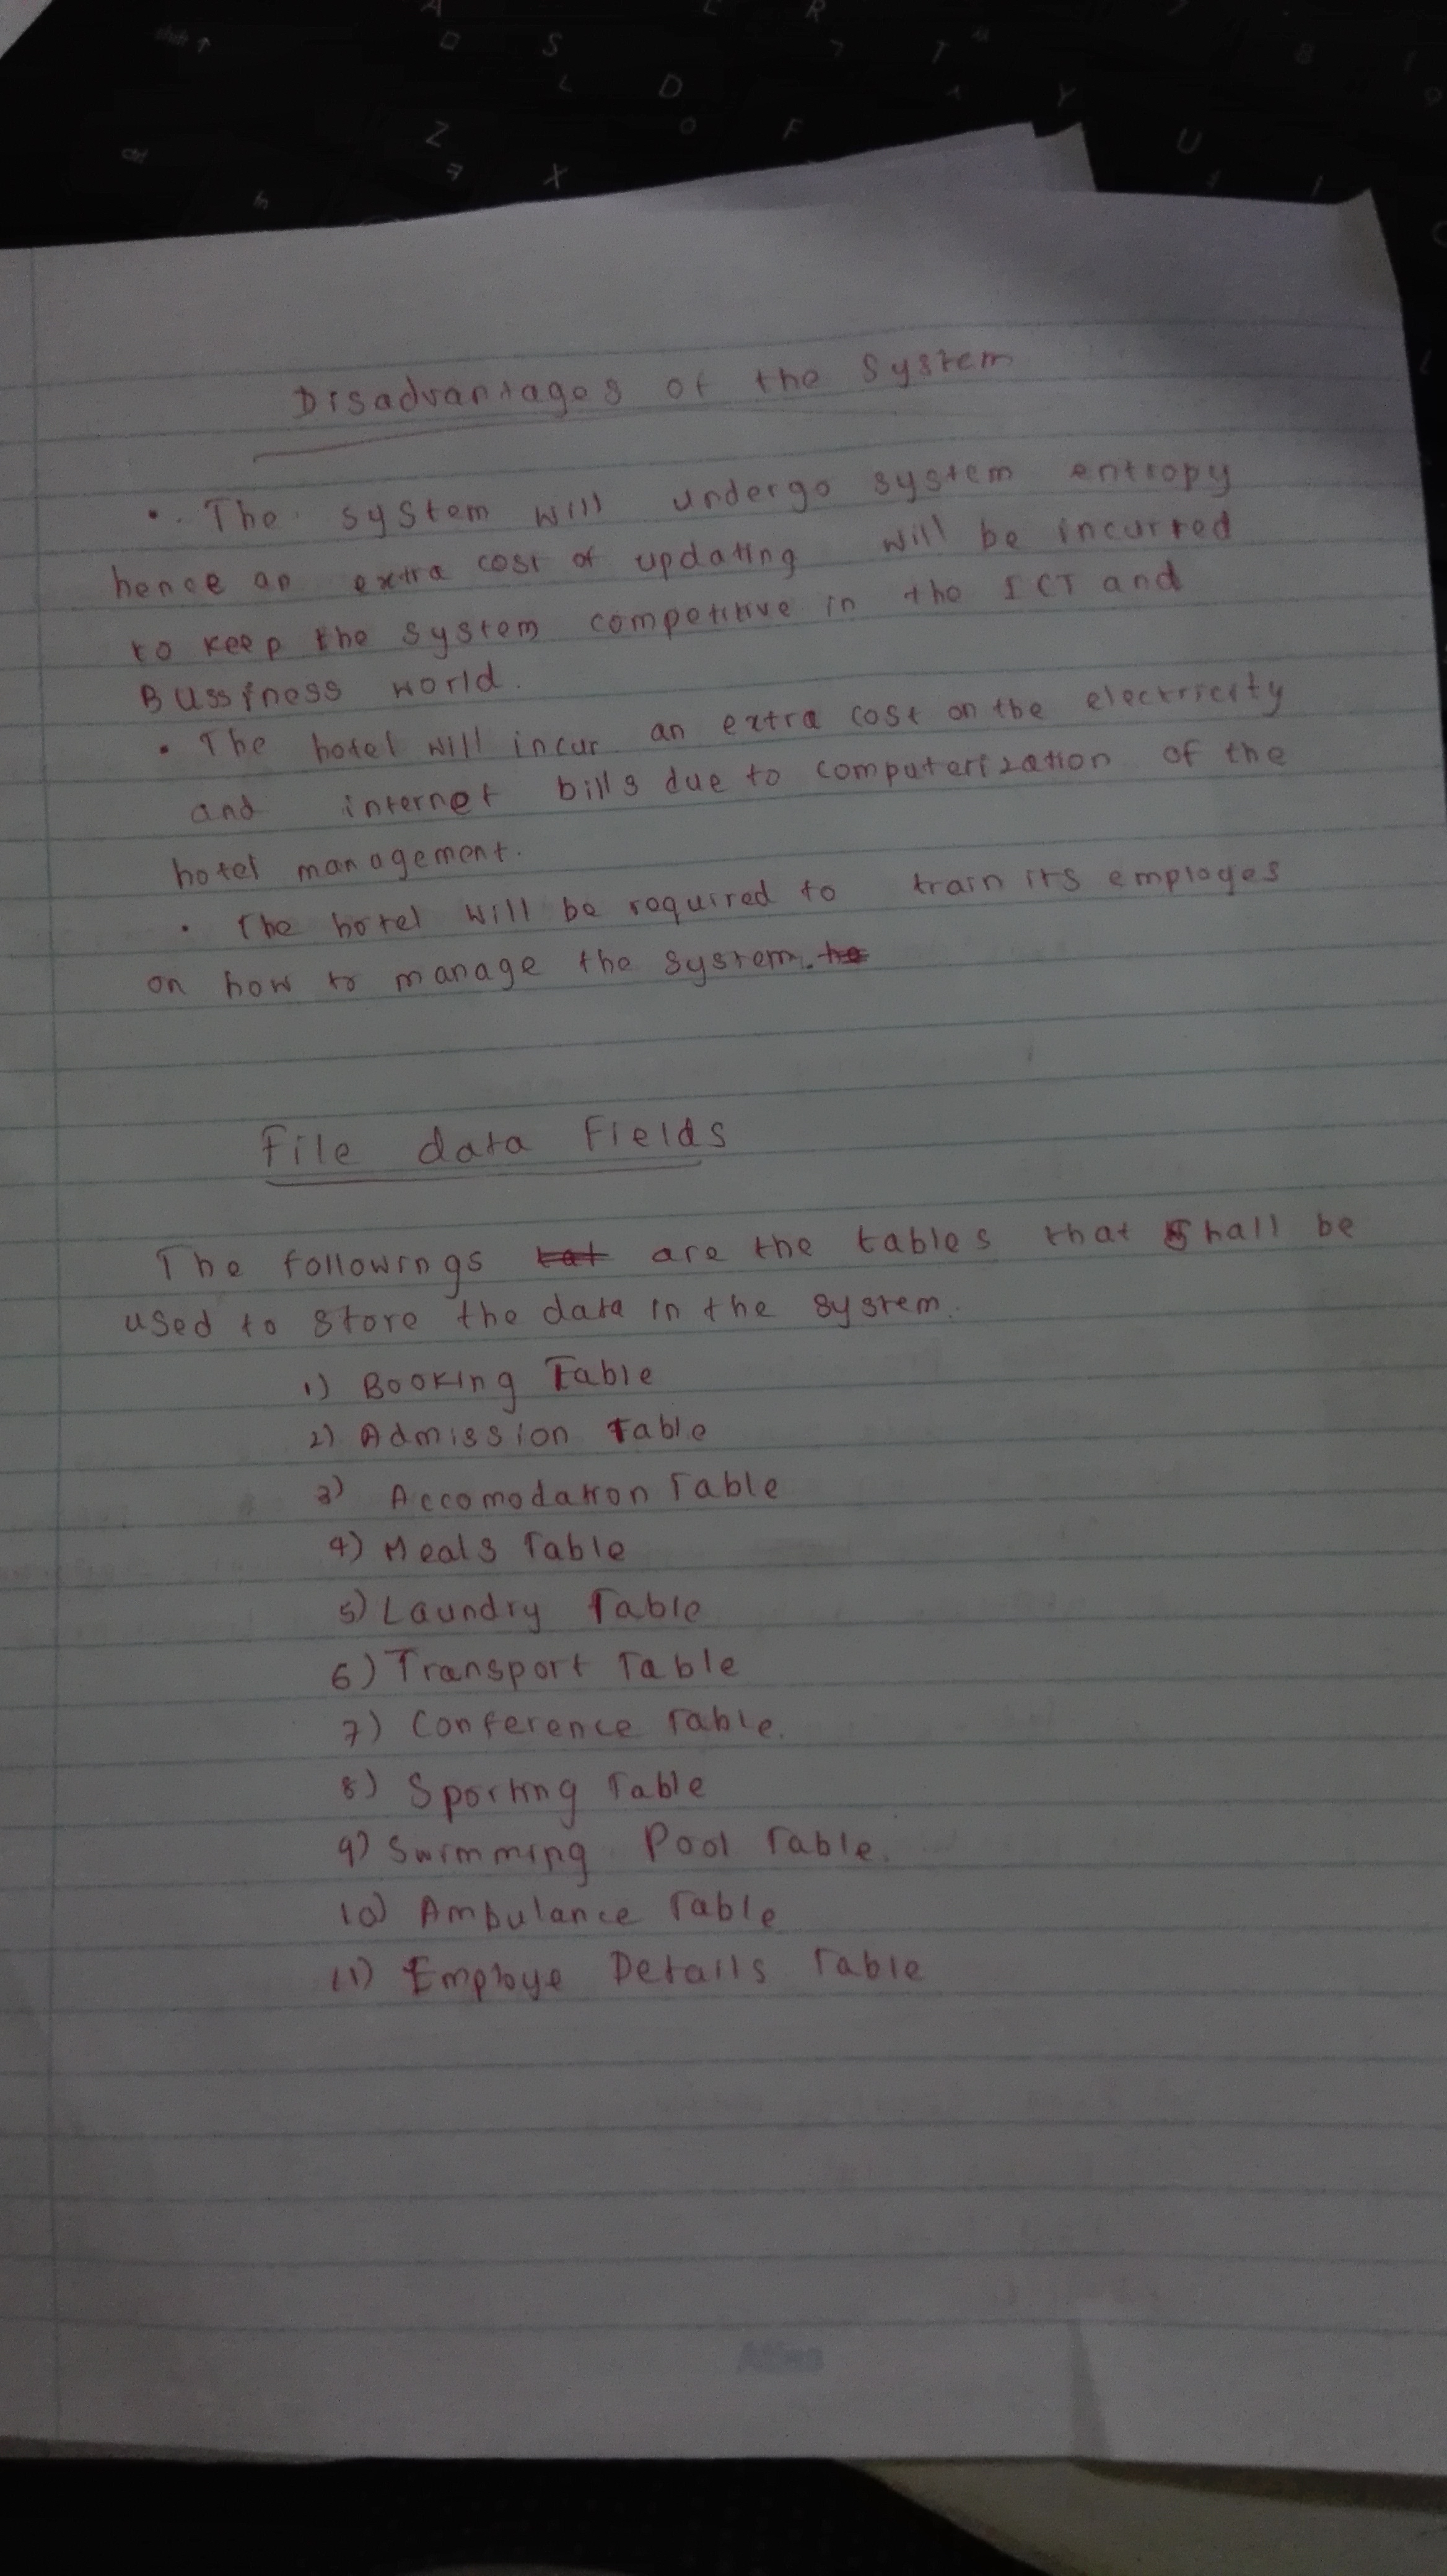 Disadvantages of the System
• The system will undergo system entropy
hence an extra cost of updating will be incurred
to keep the system competitive in the ICT and
Bussiness world.
• The hotel will incur an extra cost on the electricity
and internet bills due to computerization of the
hotel management.
• The hotel will be required to train its employes
on how to manage the system.
File data Fields
The followings are the tables that shall be
used to store the data in the system.
1) Booking Table
2) Admission Table
3) Accomodation Table
4) Meals Table
5) Laundry Table
6) Transport Table
7) Conference Table.
8) Sporting Table
9) Swimming Pool Table.
10) Ambulance Table
11) Employe Details Table